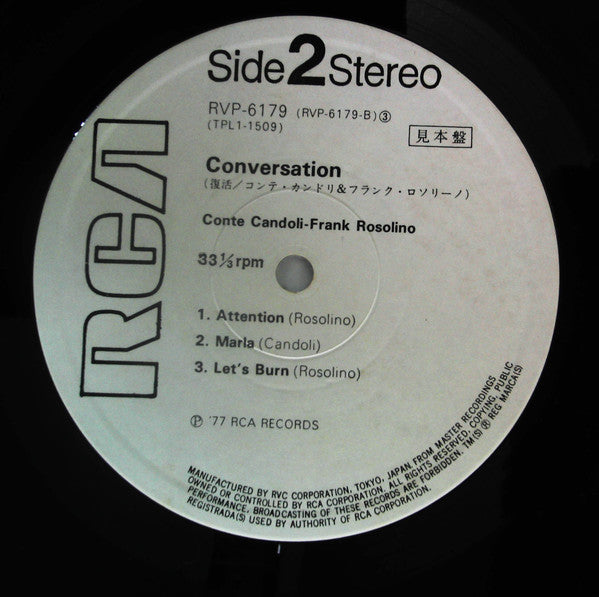 Side 2 Stereo
RVP-6179 (RVP-6179-B)③
(TPL1-1509)
見本盤
RCA
Conversation
(復活/コンテ・カンドリ&フランク・ロソリーノ)
Conte Candoli-Frank Rosolino
33⅓rpm
1. Attention (Rosolino)
2. Marla (Candoli)
3. Let's Burn (Rosolino)
Ⓟ '77 RCA RECORDS
MANUFACTURED BY RVC CORPORATION, TOKYO, JAPAN FROM MASTER RECORDINGS
OWNED OR CONTROLLED BY RCA CORPORATION. ALL RIGHTS RESERVED, COPYING, PUBLIC
PERFORMANCE, BROADCASTING OF THESE RECORDS ARE FORBIDDEN. TM(S) ® REG MARCA(S)
REGISTRADA(S) USED BY AUTHORITY OF RCA CORPORATION.